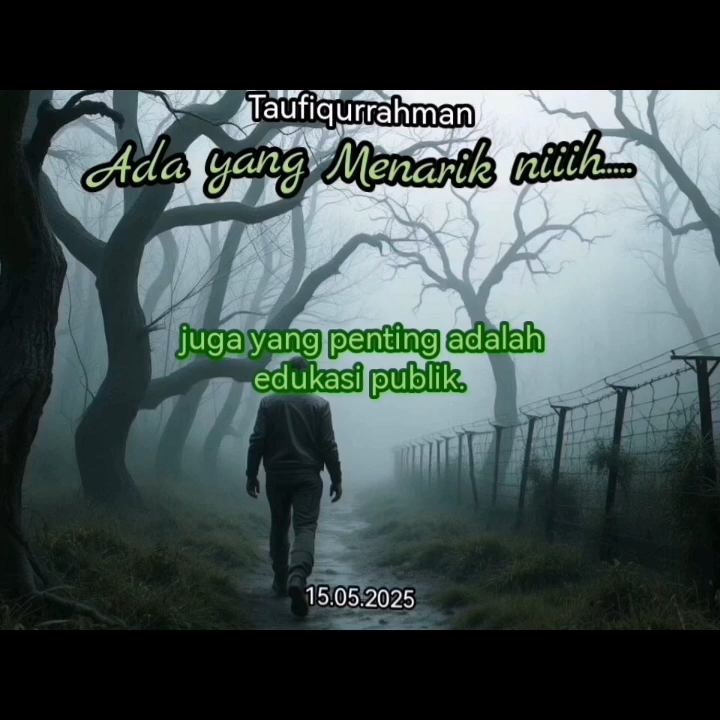 Taufiqurrahman
Ada yang Menarik niiih.....
juga yang penting adalah
edukasi publik.
15.05.2025